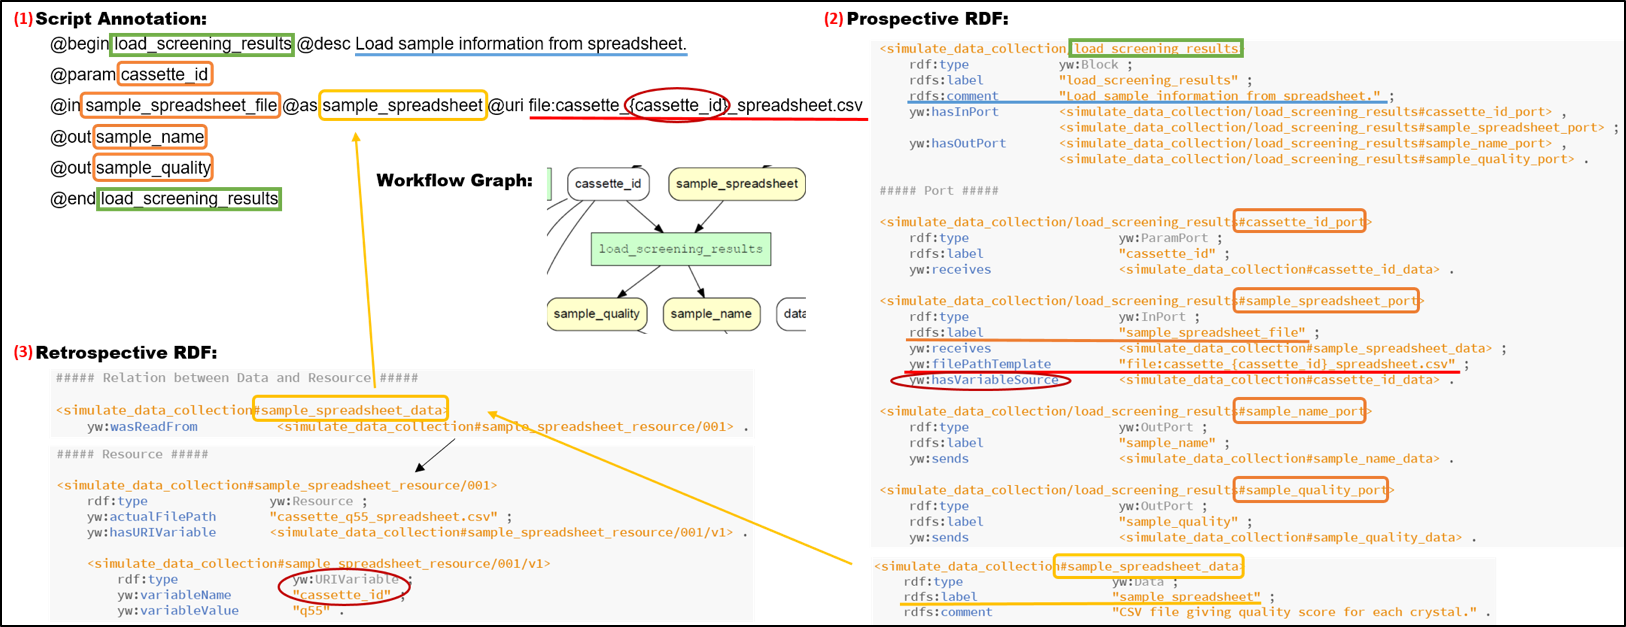 (1) Script Annotation:
@begin load_screening_results @desc Load sample information from spreadsheet.
@param cassette_id
@in sample_spreadsheet_file @as sample_spreadsheet @uri file:cassette_{cassette_id}_spreadsheet.csv
@out sample_name
@out sample_quality
@end load_screening_results
Workflow Graph:
cassette_id
sample_spreadsheet
load_screening_results
sample_quality
sample_name
data
(3) Retrospective RDF:
##### Relation between Data and Resource #####
<simulate_data_collection#sample_spreadsheet_data>
yw:wasReadFrom <simulate_data_collection#sample_spreadsheet_resource/001> .
##### Resource #####
<simulate_data_collection#sample_spreadsheet_resource/001>
rdf:type yw:Resource ;
yw:actualFilePath "cassette_q55_spreadsheet.csv" ;
yw:hasURIVariable <simulate_data_collection#sample_spreadsheet_resource/001/v1> .
<simulate_data_collection#sample_spreadsheet_resource/001/v1>
rdf:type yw:URIVariable ;
yw:variableName "cassette_id" ;
yw:variableValue "q55" .
(2) Prospective RDF:
<simulate_data_collection/load_screening_results>
rdf:type yw:Block ;
rdfs:label "load_screening_results" ;
rdfs:comment "Load sample information from spreadsheet." ;
yw:hasInPort <simulate_data_collection/load_screening_results#cassette_id_port> ,
<simulate_data_collection/load_screening_results#sample_spreadsheet_port> ;
yw:hasOutPort <simulate_data_collection/load_screening_results#sample_name_port> ,
<simulate_data_collection/load_screening_results#sample_quality_port> .
##### Port #####
<simulate_data_collection/load_screening_results#cassette_id_port>
rdf:type yw:ParamPort ;
rdfs:label "cassette_id" ;
yw:receives <simulate_data_collection#cassette_id_data> .
<simulate_data_collection/load_screening_results#sample_spreadsheet_port>
rdf:type yw:InPort ;
rdfs:label "sample_spreadsheet_file" ;
yw:receives <simulate_data_collection#sample_spreadsheet_data> ;
yw:filePathTemplate "file:cassette_{cassette_id}_spreadsheet.csv" ;
yw:hasVariableSource <simulate_data_collection#cassette_id_data> .
<simulate_data_collection/load_screening_results#sample_name_port>
rdf:type yw:OutPort ;
rdfs:label "sample_name" ;
yw:sends <simulate_data_collection#sample_name_data> .
<simulate_data_collection/load_screening_results#sample_quality_port>
rdf:type yw:OutPort ;
rdfs:label "sample_quality" ;
yw:sends <simulate_data_collection#sample_quality_data> .
<simulate_data_collection#sample_spreadsheet_data>
rdf:type yw:Data ;
rdfs:label "sample_spreadsheet" ;
rdfs:comment "CSV file giving quality score for each crystal." .